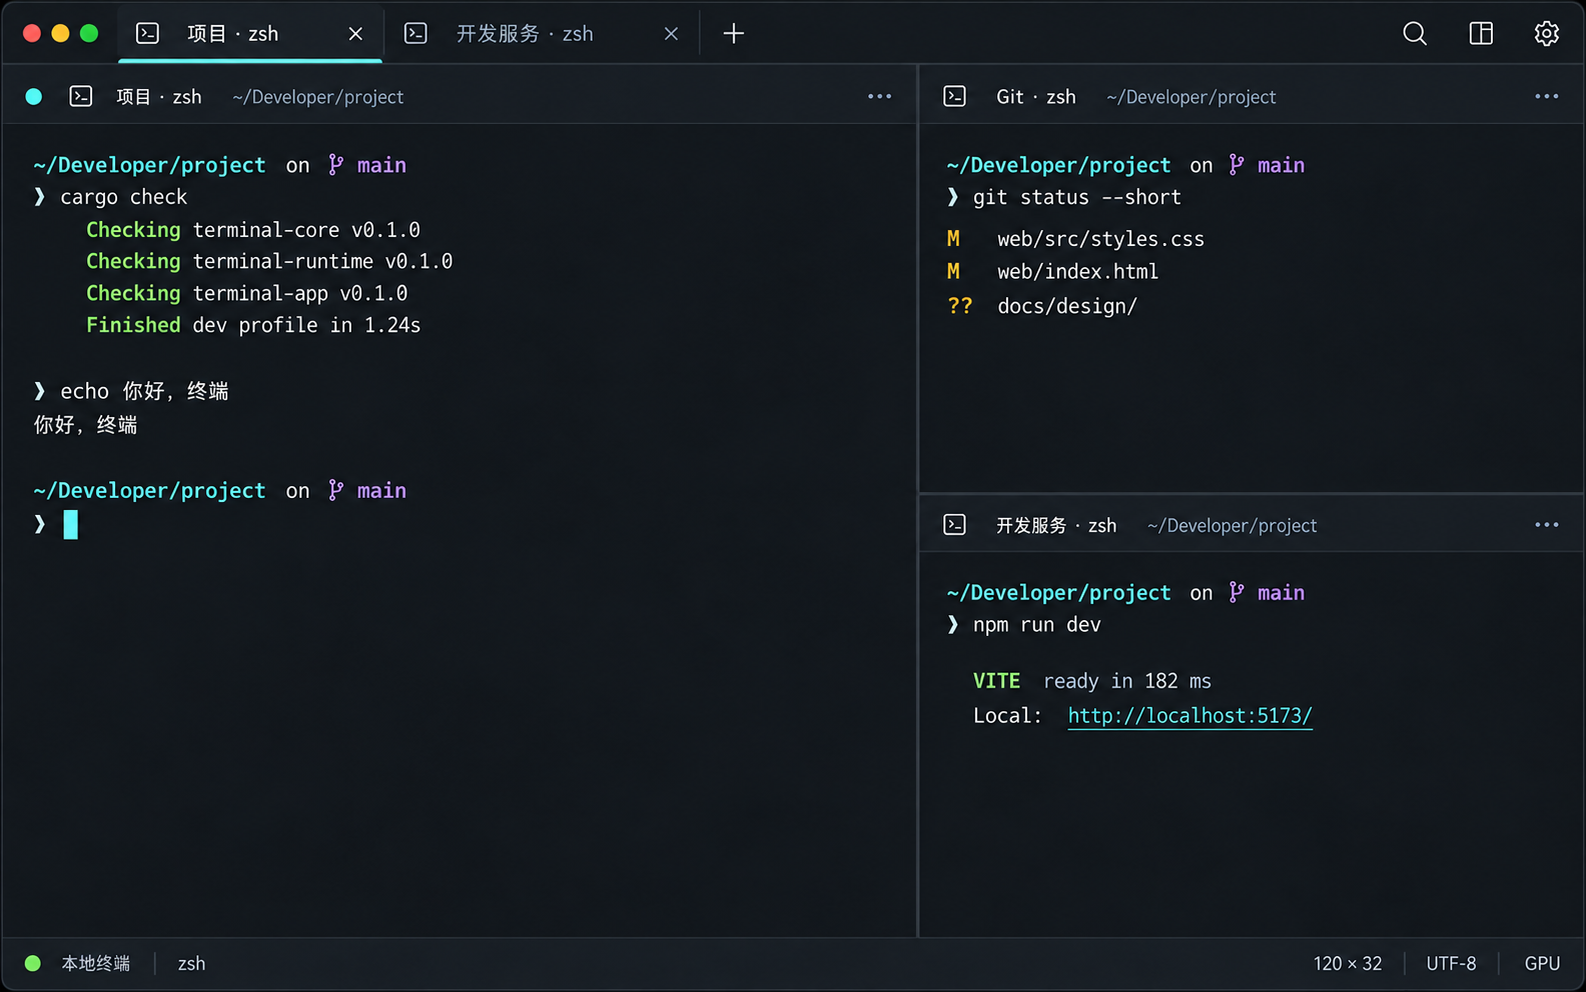 项目 · zsh
开发服务 · zsh
项目 · zsh ~/Developer/project
~/Developer/project on main
❯ cargo check
Checking terminal-core v0.1.0
Checking terminal-runtime v0.1.0
Checking terminal-app v0.1.0
Finished dev profile in 1.24s
❯ echo 你好，终端
你好，终端
~/Developer/project on main
❯
Git · zsh ~/Developer/project
~/Developer/project on main
❯ git status --short
M web/src/styles.css
M web/index.html
?? docs/design/
开发服务 · zsh ~/Developer/project
~/Developer/project on main
❯ npm run dev
VITE ready in 182 ms
Local: http://localhost:5173/
本地终端 zsh
120 × 32 UTF-8 GPU